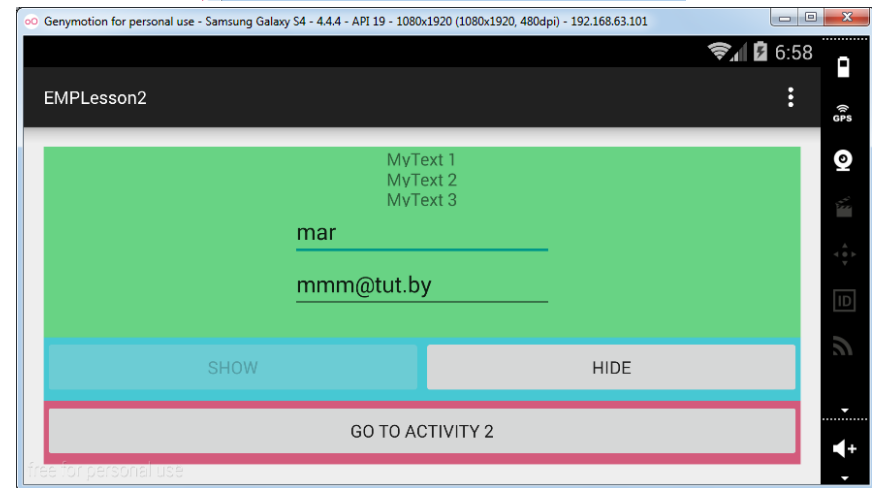 Genymotion for personal use - Samsung Galaxy S4 - 4.4.4 - API 19 - 1080x1920 (1080x1920, 480dpi) - 192.168.63.101
6:58
EMPLesson2
GPS
MyText 1
MyText 2
MyText 3
mar
mmm@tut.by
ID
SHOW
HIDE
GO TO ACTIVITY 2
free for personal use